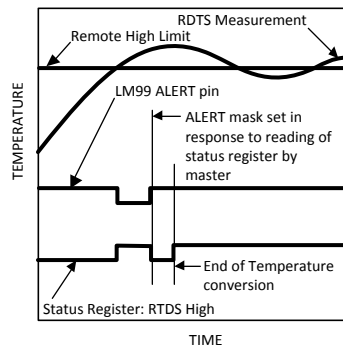 RDTS Measurement
Remote High Limit
LM99 ALERT pin
ALERT mask set in
response to reading of
status register by
master
TEMPERATURE
End of Temperature
conversion
Status Register: RTDS High
TIME